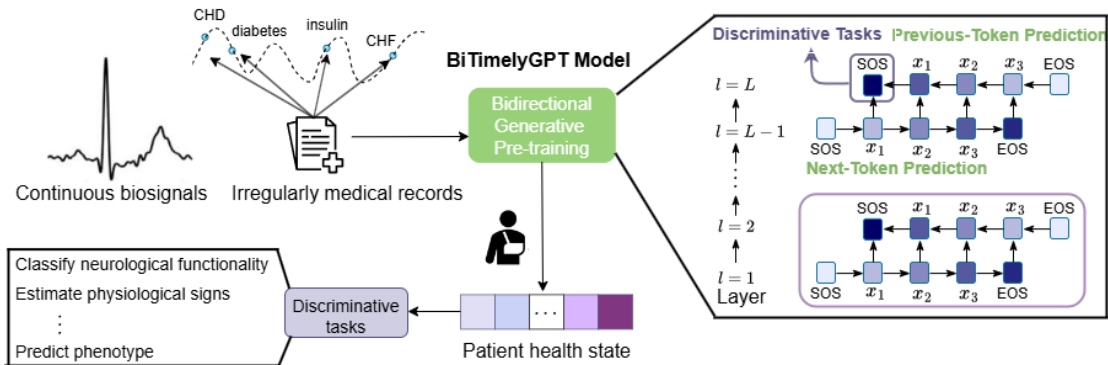 CHD
diabetes
insulin
CHF
Continuous biosignals
Irregularly medical records
BiTimelyGPT Model
Bidirectional
Generative
Pre-training
Patient health state
Discriminative
tasks
Classify neurological functionality
Estimate physiological signs
⋮
Predict phenotype
Discriminative Tasks
Previous-Token Prediction
SOS x₁ x₂ x₃ EOS
l = L
l = L − 1
SOS x₁ x₂ x₃ EOS
Next-Token Prediction
⋮
SOS x₁ x₂ x₃ EOS
l = 2
l = 1
SOS x₁ x₂ x₃ EOS
Layer